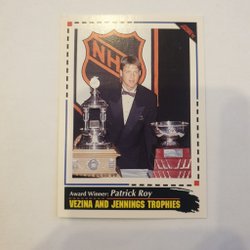 NHL
Award Winner: Patrick Roy
VEZINA AND JENNINGS TROPHIES